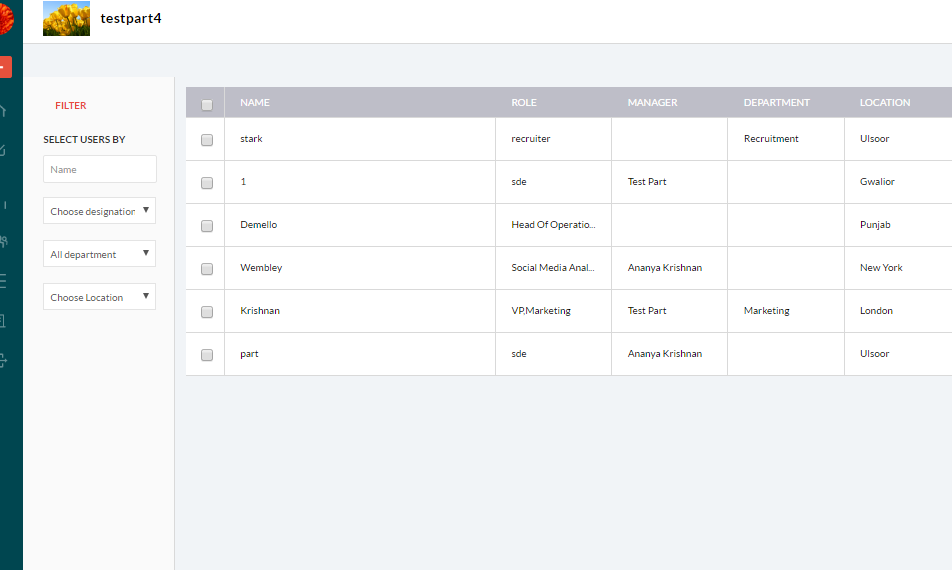 testpart4
FILTER
SELECT USERS BY
Name
Choose designation
All department
Choose Location
NAME ROLE MANAGER DEPARTMENT LOCATION
stark recruiter Recruitment Ulsoor
1 sde Test Part Gwalior
Demello Head Of Operatio... Punjab
Wembley Social Media Anal... Ananya Krishnan New York
Krishnan VP,Marketing Test Part Marketing London
part sde Ananya Krishnan Ulsoor